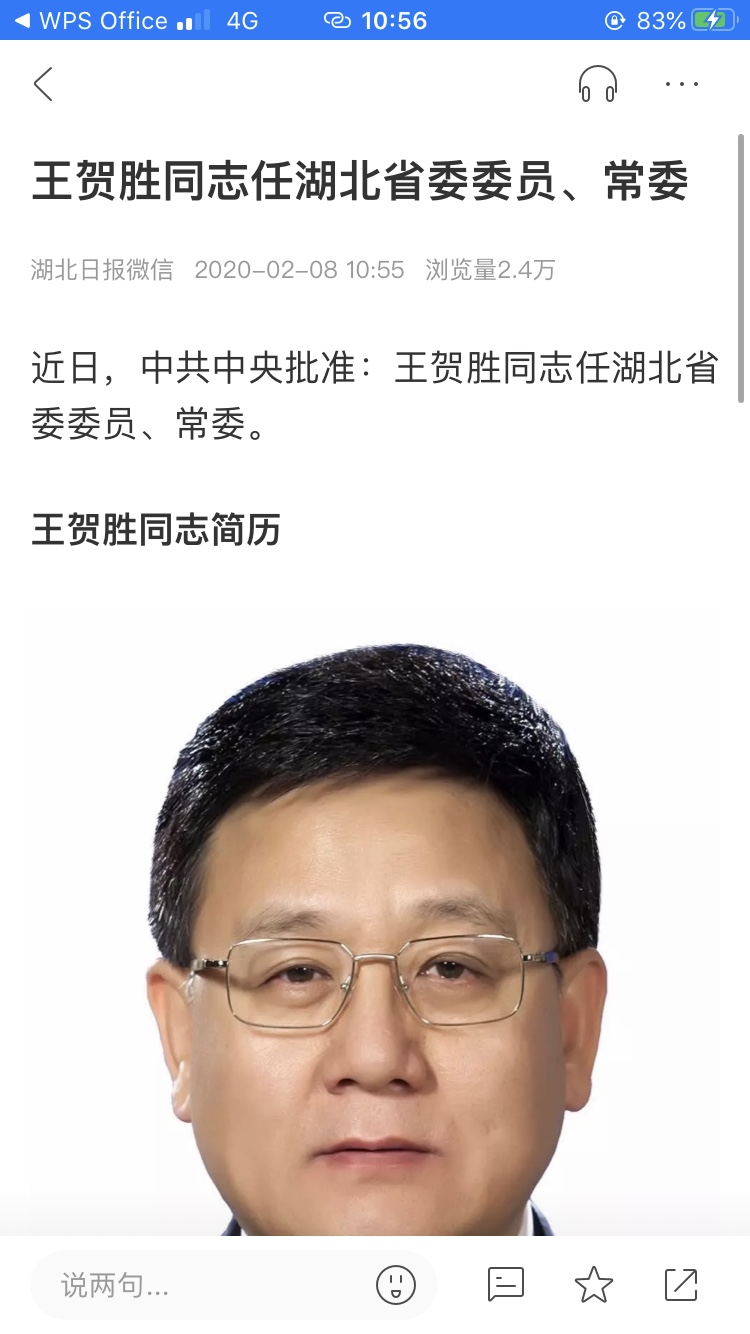 WPS Office 4G 10:56 83%
王贺胜同志任湖北省委委员、常委
湖北日报微信 2020-02-08 10:55 浏览量2.4万
近日，中共中央批准：王贺胜同志任湖北省
委委员、常委。
王贺胜同志简历
说两句...